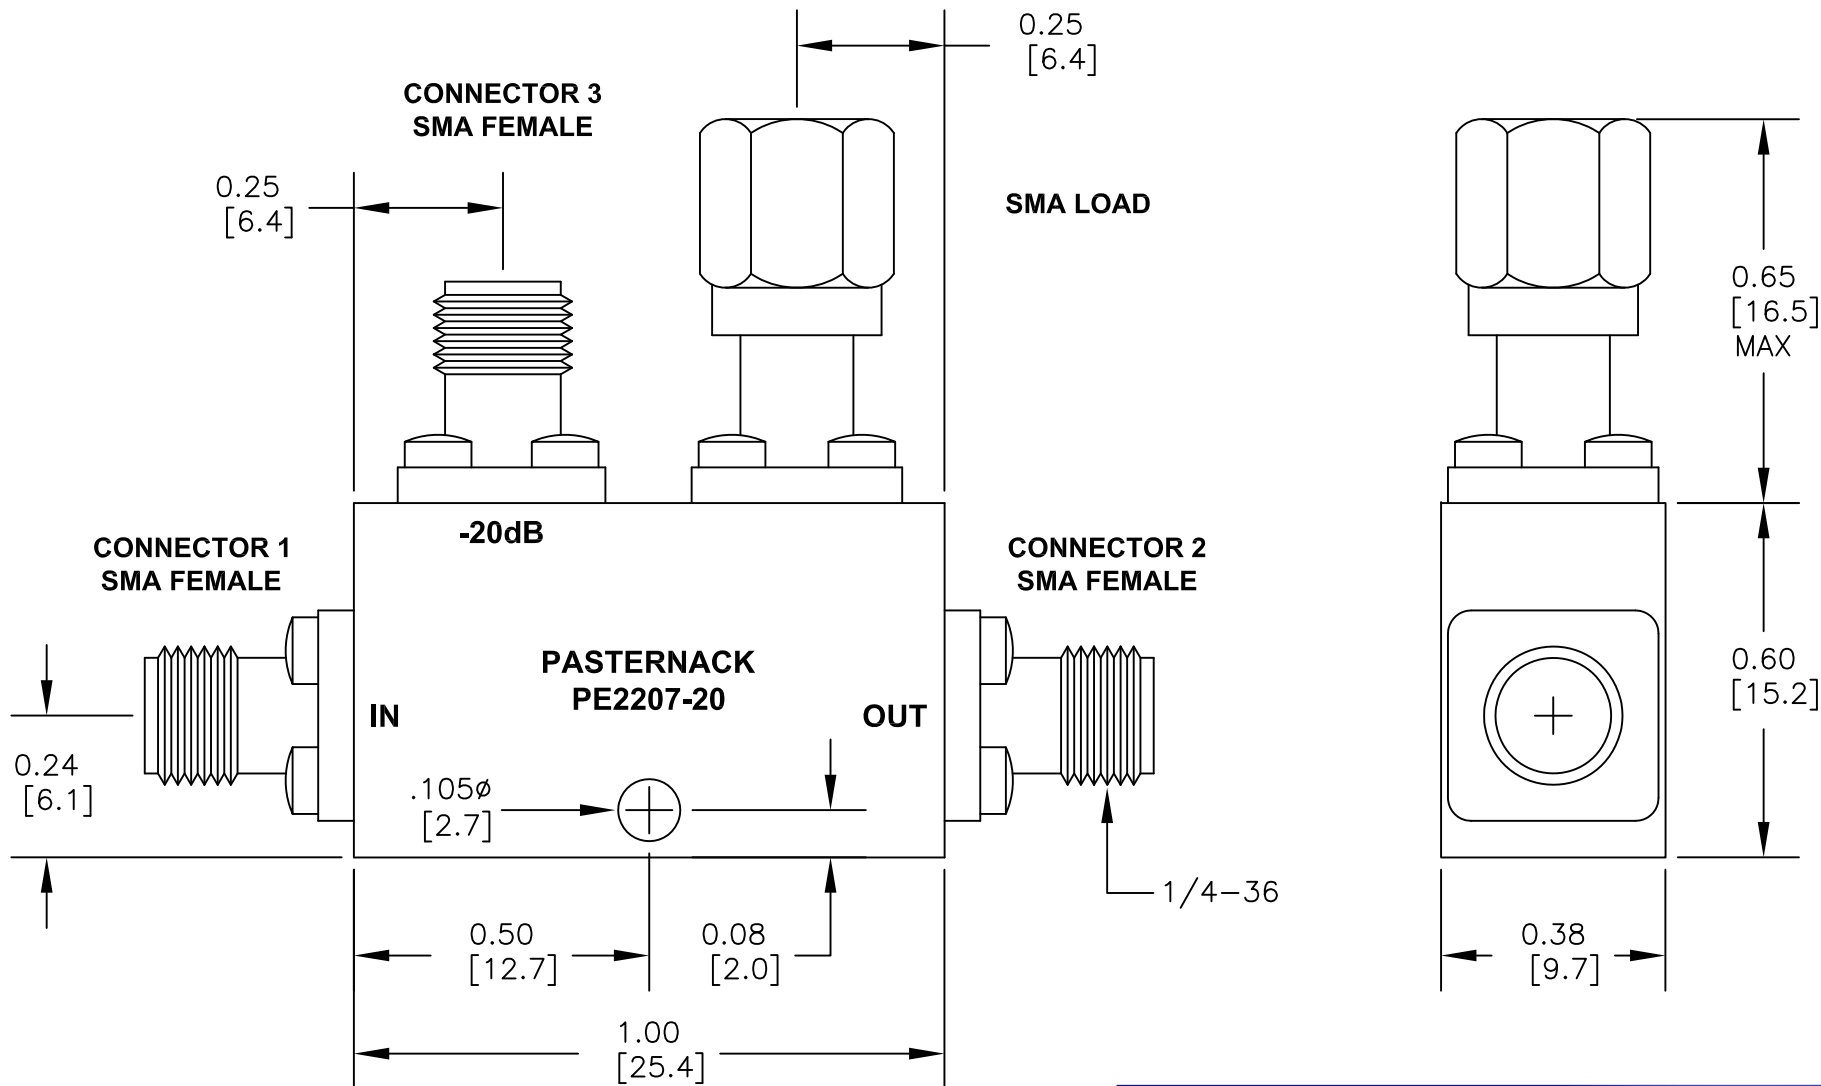 0.25
[6.4]
CONNECTOR 3
SMA FEMALE
0.25
[6.4]
SMA LOAD
0.65
[16.5]
MAX
-20dB
CONNECTOR 1
SMA FEMALE
CONNECTOR 2
SMA FEMALE
PASTERNACK
PE2207-20
IN
OUT
0.60
[15.2]
0.24
[6.1]
.105ø
[2.7]
1/4-36
0.50
[12.7]
0.08
[2.0]
0.38
[9.7]
1.00
[25.4]